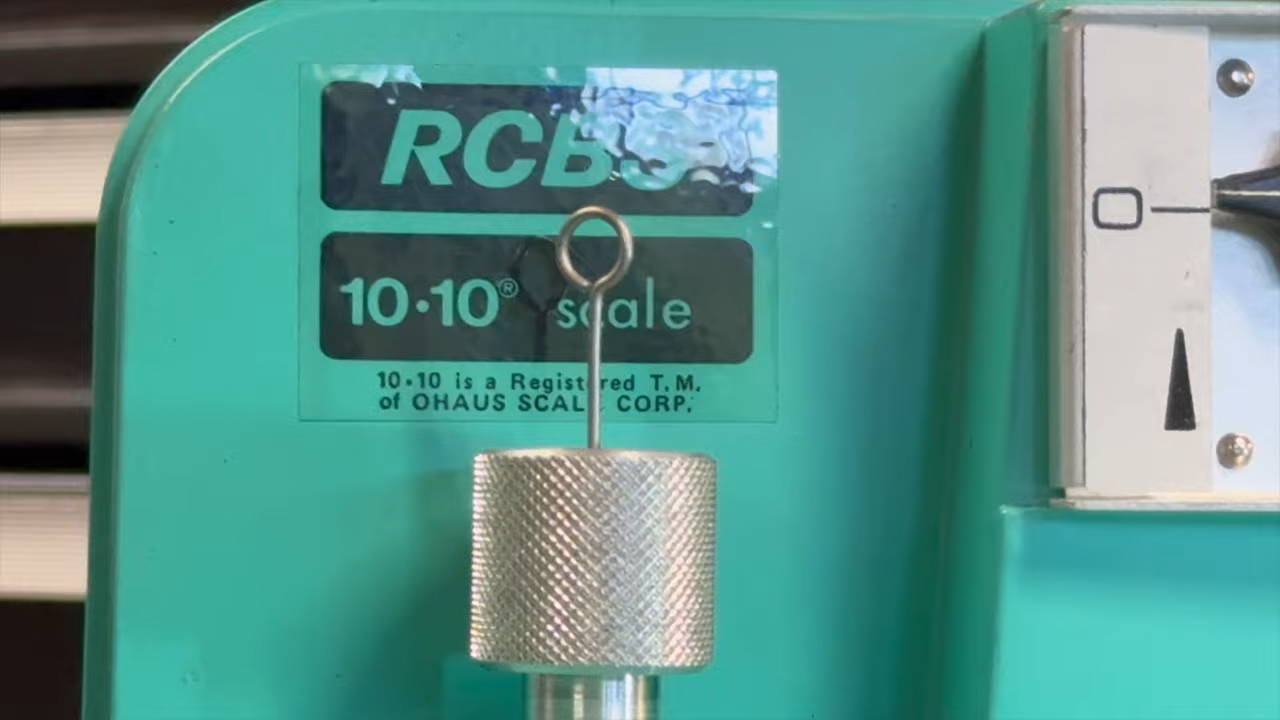 RCBS
10•10® scale
10•10 is a Registered T.M.
of OHAUS SCALE CORP.
0